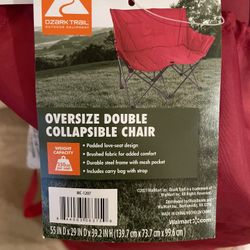 OZARK TRAIL
OUTDOOR EQUIPMENT
OVERSIZE DOUBLE
COLLAPSIBLE CHAIR
WEIGHT
CAPACITY
• Padded love-seat design
• Brushed fabric for added comfort
• Durable steel frame with mesh pocket
• Includes carry bag with strap
MC-1207
MADE IN CHINA
Walmart
55 IN D X 29 IN D X 39.2 IN H (139.7 cm x 73.7 cm x 99.6 cm)